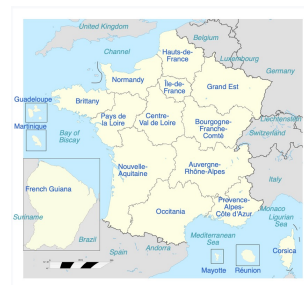 United Kingdom
Belgium
Channel
Hauts-de-
France
Luxembourg
Germany
Normandy
Île-de-
France
Grand Est
Guadeloupe
Brittany
Pays de
la Loire
Centre-
Val de Loire
Bourgogne-
Franche-
Comté
Liechtenstein
Switzerland
Martinique
Bay of
Biscay
Nouvelle-
Aquitaine
Auvergne-
Rhône-Alpes
Italy
French Guiana
Suriname
Brazil
Occitania
Provence-
Alpes-
Côte d'Azur
Monaco
Ligurian
Sea
Mediterranean
Sea
Spain
Andorra
Mayotte
Réunion
Corsica